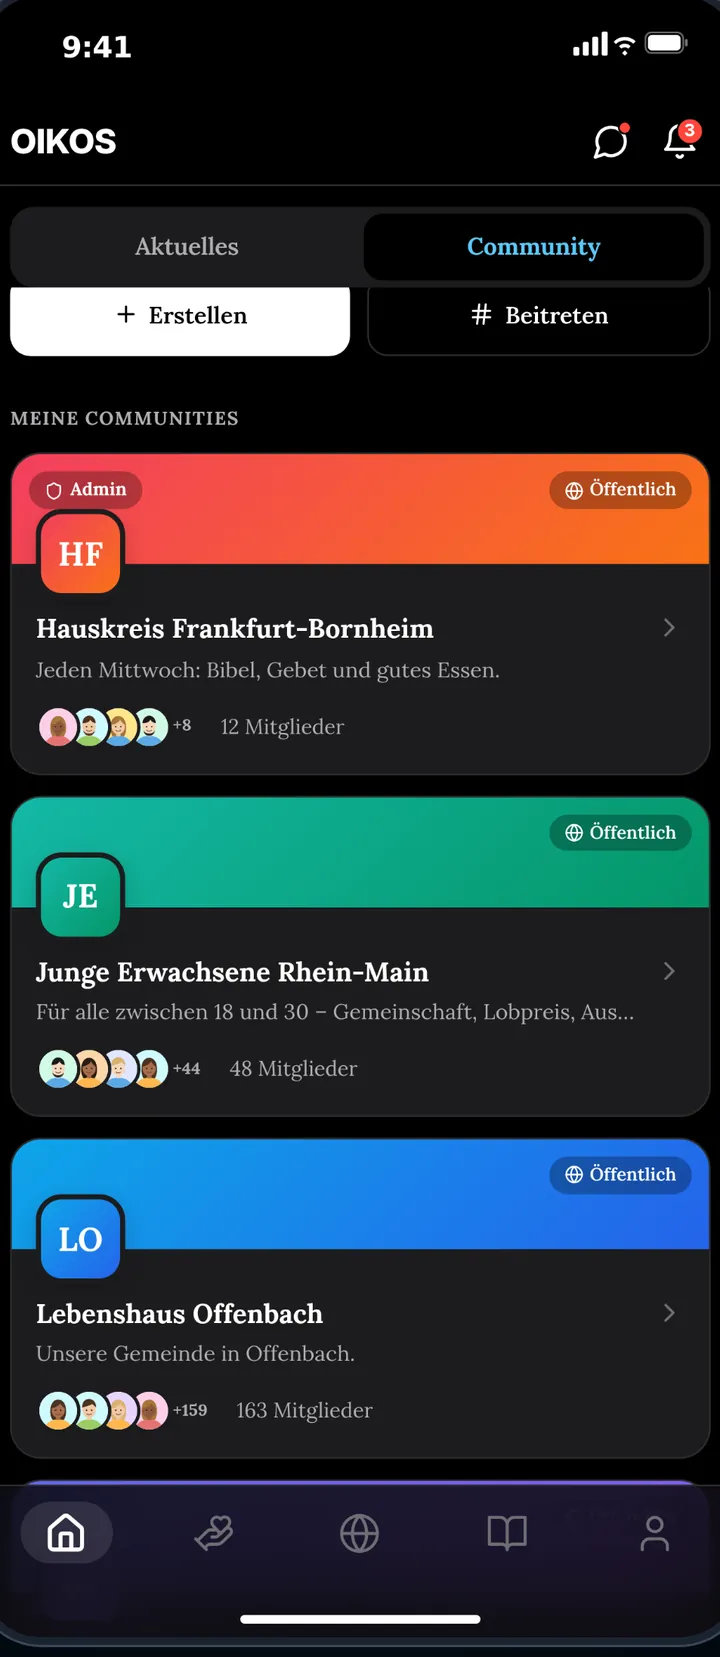 9:41
OIKOS
3
Aktuelles
Community
+ Erstellen
# Beitreten
MEINE COMMUNITIES
Admin
Öffentlich
HF
Hauskreis Frankfurt-Bornheim
Jeden Mittwoch: Bibel, Gebet und gutes Essen.
+8
12 Mitglieder
Öffentlich
JE
Junge Erwachsene Rhein-Main
Für alle zwischen 18 und 30 – Gemeinschaft, Lobpreis, Aus...
+44
48 Mitglieder
Öffentlich
LO
Lebenshaus Offenbach
Unsere Gemeinde in Offenbach.
+159
163 Mitglieder